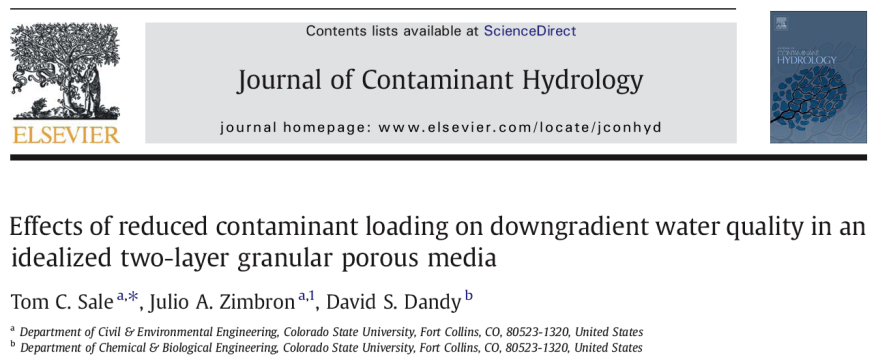 Contents lists available at ScienceDirect
Journal of Contaminant Hydrology
journal homepage: www.elsevier.com/locate/jconhyd
ELSEVIER
HYDROLOGY
Effects of reduced contaminant loading on downgradient water quality in an
idealized two-layer granular porous media
Tom C. Sale a,*, Julio A. Zimbron a,1, David S. Dandy b
a Department of Civil & Environmental Engineering, Colorado State University, Fort Collins, CO, 80523-1320, United States
b Department of Chemical & Biological Engineering, Colorado State University, Fort Collins, CO, 80523-1320, United States